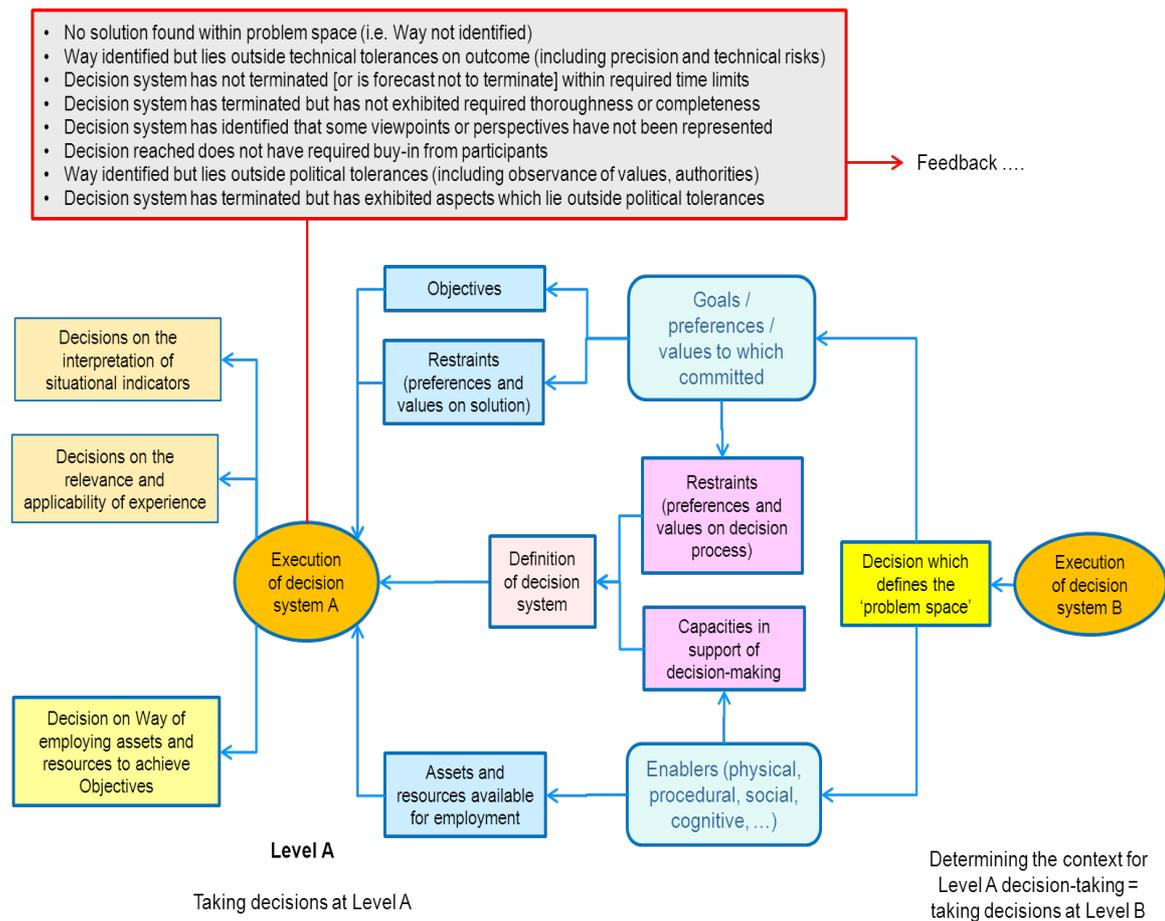 • No solution found within problem space (i.e. Way not identified)
• Way identified but lies outside technical tolerances on outcome (including precision and technical risks)
• Decision system has not terminated [or is forecast not to terminate] within required time limits
• Decision system has terminated but has not exhibited required thoroughness or completeness
• Decision system has identified that some viewpoints or perspectives have not been represented
• Decision reached does not have required buy-in from participants
• Way identified but lies outside political tolerances (including observance of values, authorities)
• Decision system has terminated but has exhibited aspects which lie outside political tolerances
Feedback ….
Objectives
Goals /
preferences /
values to which
committed
Decisions on the
interpretation of
situational indicators
Restraints
(preferences and
values on solution)
Decisions on the
relevance and
applicability of experience
Restraints
(preferences and
values on decision
process)
Execution
of decision
system A
Definition
of decision
system
Decision which
defines the
‘problem space’
Execution
of decision
system B
Capacities in
support of
decision-making
Decision on Way of
employing assets and
resources to achieve
Objectives
Assets and
resources available
for employment
Enablers (physical,
procedural, social,
cognitive, …)
Level A
Taking decisions at Level A
Determining the context for
Level A decision-taking =
taking decisions at Level B